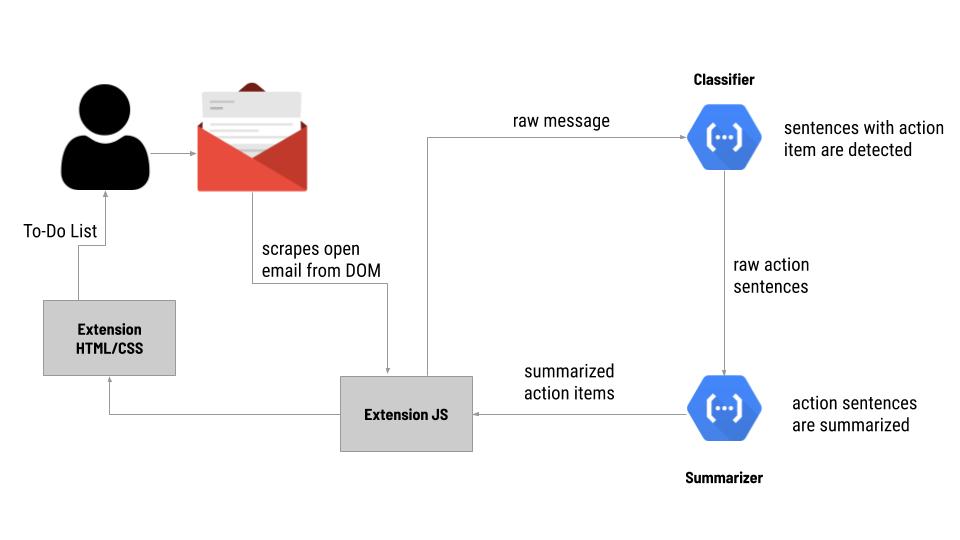 Classifier
raw message
sentences with action
item are detected
To-Do List
scrapes open
email from DOM
raw action
sentences
Extension
HTML/CSS
summarized
action items
Extension JS
action sentences
are summarized
Summarizer